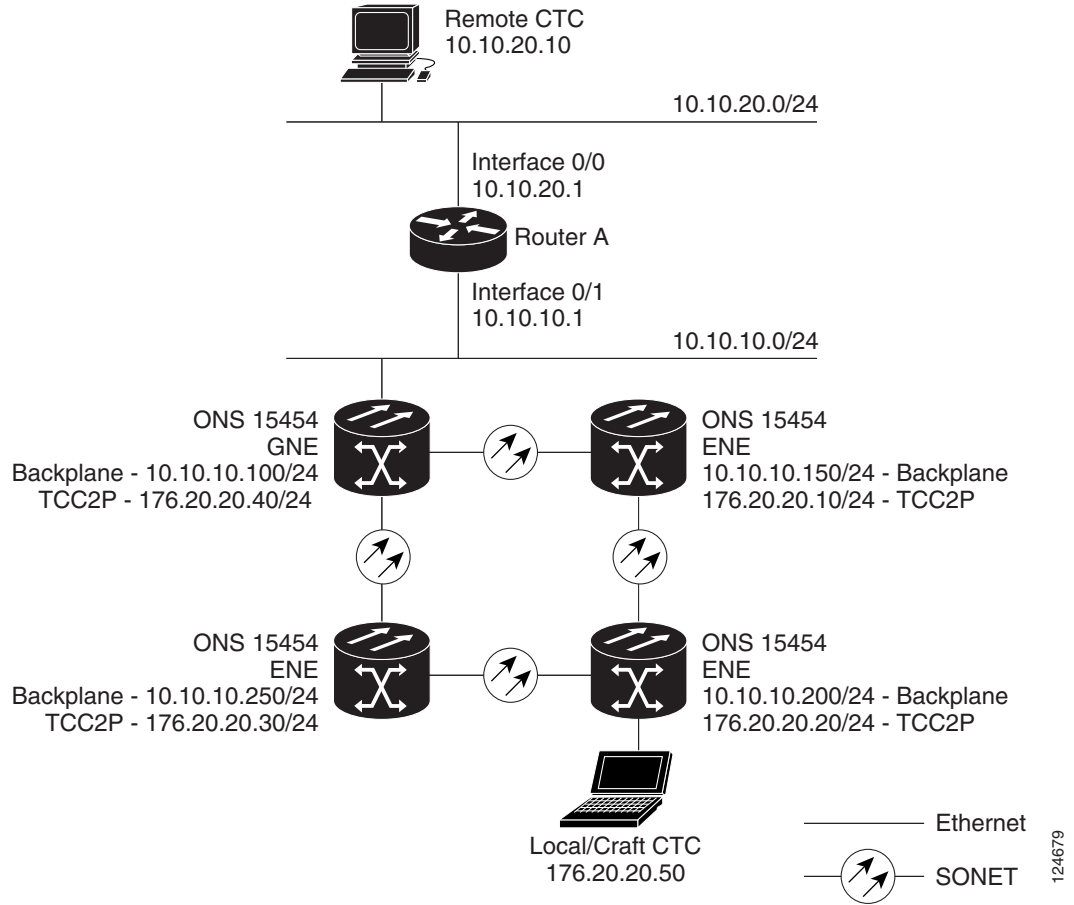 Remote CTC
10.10.20.10
10.10.20.0/24
Interface 0/0
10.10.20.1
Router A
Interface 0/1
10.10.10.1
10.10.10.0/24
ONS 15454
GNE
Backplane - 10.10.10.100/24
TCC2P - 176.20.20.40/24
ONS 15454
ENE
10.10.10.150/24 - Backplane
176.20.20.10/24 - TCC2P
ONS 15454
ENE
Backplane - 10.10.10.250/24
TCC2P - 176.20.20.30/24
ONS 15454
ENE
10.10.10.200/24 - Backplane
176.20.20.20/24 - TCC2P
Local/Craft CTC
176.20.20.50
Ethernet
SONET
124679